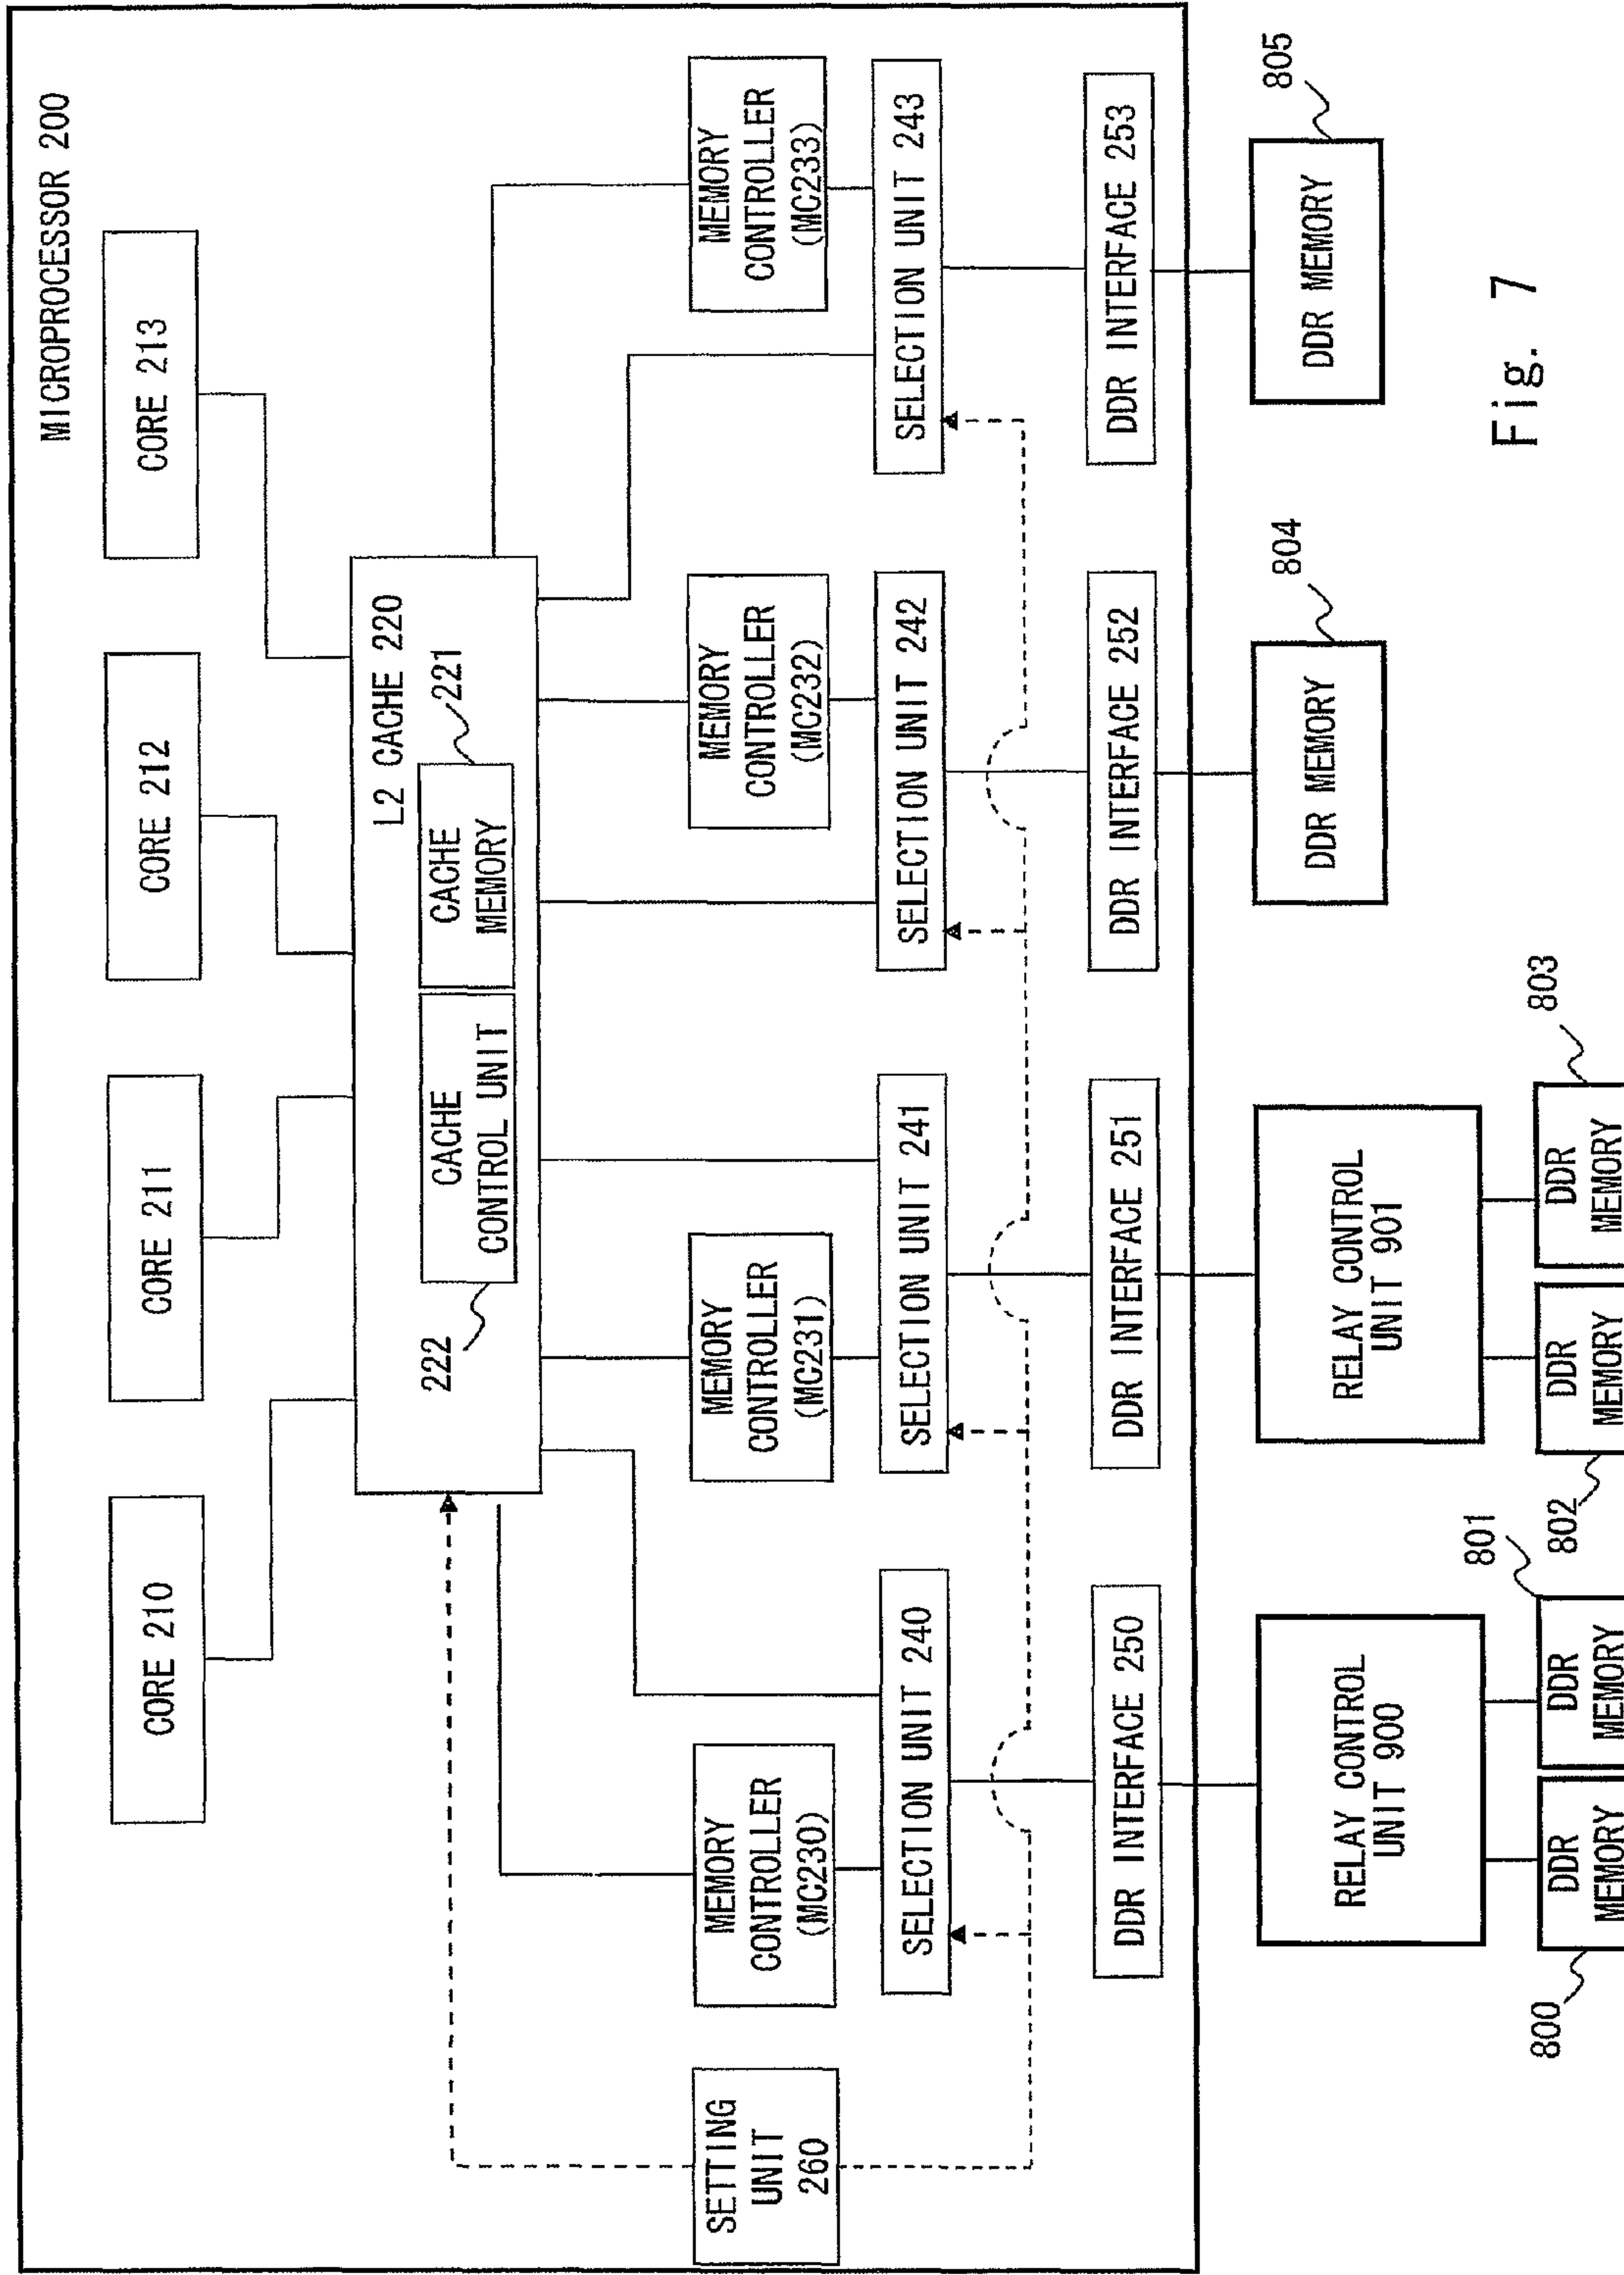 MICROPROCESSOR 200
CORE 210
CORE 211
CORE 212
CORE 213
L2 CACHE 220
222
CACHE
CONTROL UNIT
CACHE
MEMORY
221
SETTING
UNIT
260
MEMORY
CONTROLLER
(MC230)
MEMORY
CONTROLLER
(MC231)
MEMORY
CONTROLLER
(MC232)
MEMORY
CONTROLLER
(MC233)
SELECTION UNIT 240
SELECTION UNIT 241
SELECTION UNIT 242
SELECTION UNIT 243
DDR INTERFACE 250
DDR INTERFACE 251
DDR INTERFACE 252
DDR INTERFACE 253
RELAY CONTROL
UNIT 900
RELAY CONTROL
UNIT 901
DDR MEMORY
804
DDR MEMORY
805
800
DDR
MEMORY
DDR
MEMORY
801
802
DDR
MEMORY
DDR
MEMORY
803
Fig. 7